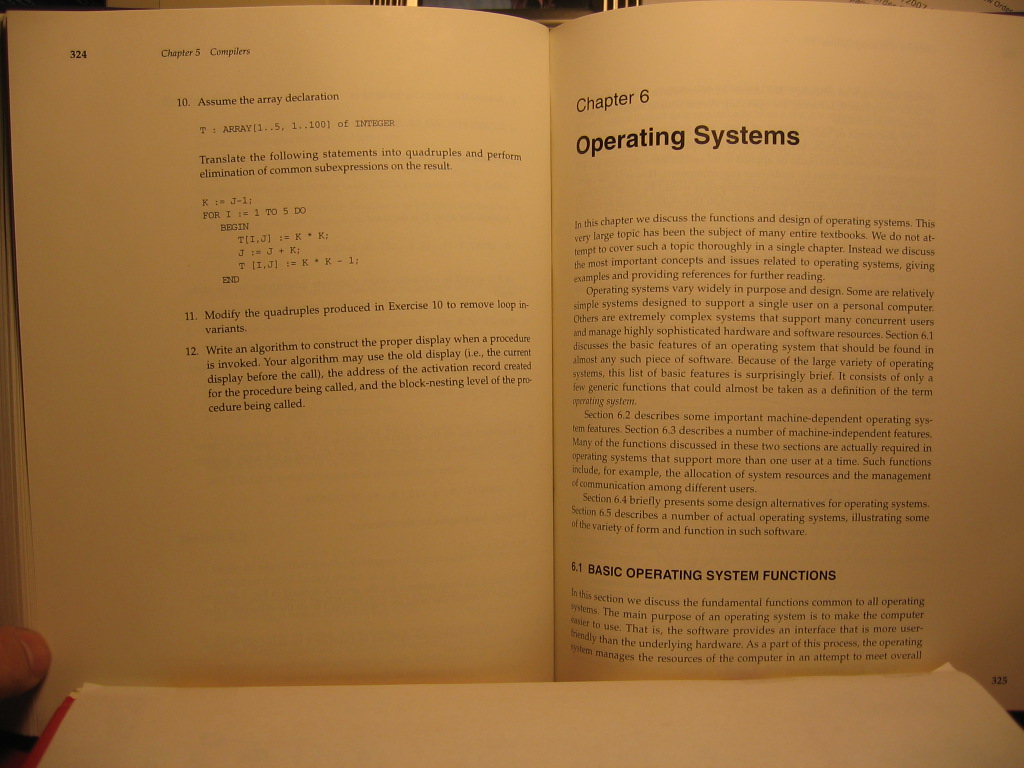 324
Chapter 5 Compilers
10. Assume the array declaration
T : ARRAY[1..5, 1..100] of INTEGER
Translate the following statements into quadruples and perform
elimination of common subexpressions on the result.
K := J-1;
FOR I := 1 TO 5 DO
BEGIN
T[I,J] := K * K;
J := J + K;
T [I,J] := K * K - 1;
END
11. Modify the quadruples produced in Exercise 10 to remove loop in-
variants.
12. Write an algorithm to construct the proper display when a procedure
is invoked. Your algorithm may use the old display (i.e., the current
display before the call), the address of the activation record created
for the procedure being called, and the block-nesting level of the pro-
cedure being called.
Chapter 6
Operating Systems
In this chapter we discuss the functions and design of operating systems. This
very large topic has been the subject of many entire textbooks. We do not at-
tempt to cover such a topic thoroughly in a single chapter. Instead we discuss
the most important concepts and issues related to operating systems, giving
examples and providing references for further reading.
Operating systems vary widely in purpose and design. Some are relatively
simple systems designed to support a single user on a personal computer.
Others are extremely complex systems that support many concurrent users
and manage highly sophisticated hardware and software resources. Section 6.1
discusses the basic features of an operating system that should be found in
almost any such piece of software. Because of the large variety of operating
systems, this list of basic features is surprisingly brief. It consists of only a
few generic functions that could almost be taken as a definition of the term
operating system.
Section 6.2 describes some important machine-dependent operating sys-
tem features. Section 6.3 describes a number of machine-independent features.
Many of the functions discussed in these two sections are actually required in
operating systems that support more than one user at a time. Such functions
include, for example, the allocation of system resources and the management
of communication among different users.
Section 6.4 briefly presents some design alternatives for operating systems.
Section 6.5 describes a number of actual operating systems, illustrating some
of the variety of form and function in such software.
6.1 BASIC OPERATING SYSTEM FUNCTIONS
In this section we discuss the fundamental functions common to all operating
systems. The main purpose of an operating system is to make the computer
easier to use. That is, the software provides an interface that is more user-
friendly than the underlying hardware. As a part of this process, the operating
system manages the resources of the computer in an attempt to meet overall
325